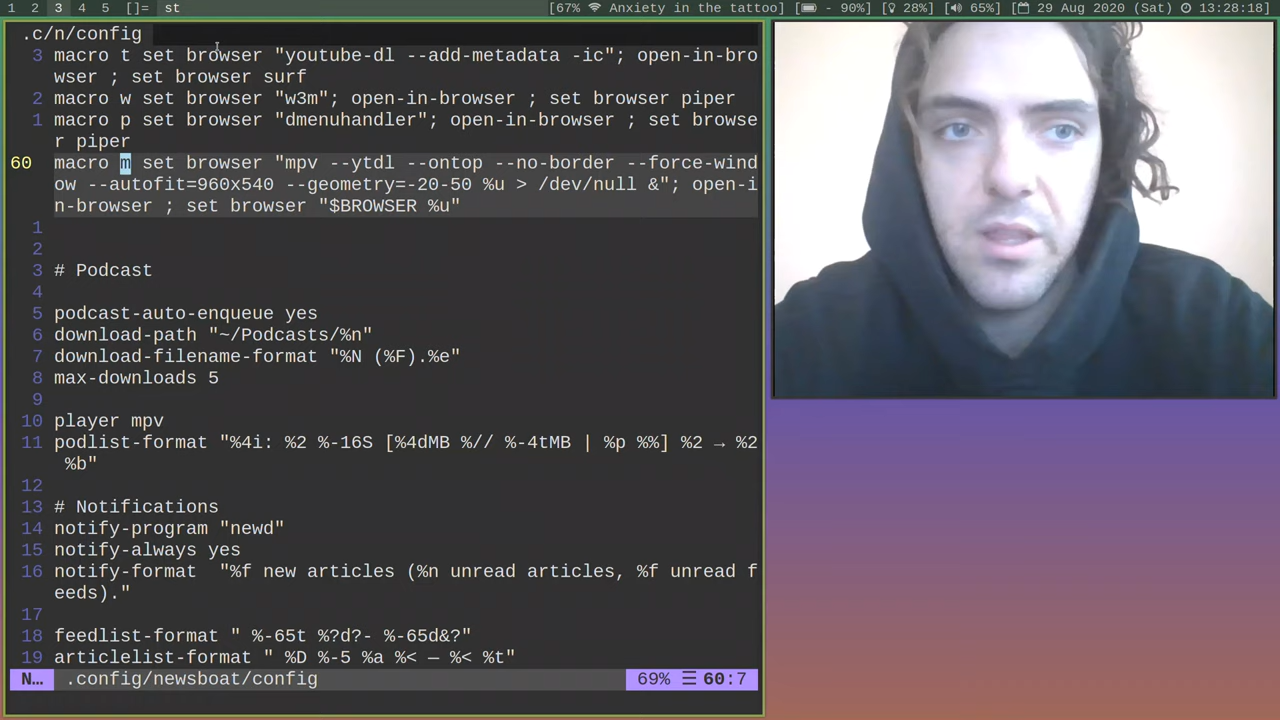 1 2 3 4 5 []= st [67% Anxiety in the tattoo] [ - 90%] [ 28%] [ 65%] 29 Aug 2020 (Sat) 13:28:18
.c/n/config
3 macro t set browser "youtube-dl --add-metadata -ic"; open-in-bro
wser ; set browser surf
2 macro w set browser "w3m"; open-in-browser ; set browser piper
1 macro p set browser "dmenuhandler"; open-in-browser ; set browse
r piper
60 macro m set browser "mpv --ytdl --ontop --no-border --force-wind
ow --autofit=960x540 --geometry=-20-50 %u > /dev/null &"; open-i
n-browser ; set browser "$BROWSER %u"
1
2
3 # Podcast
4
5 podcast-auto-enqueue yes
6 download-path "~/Podcasts/%n"
7 download-filename-format "%N (%F).%e"
8 max-downloads 5
9
10 player mpv
11 podlist-format "%4i: %2 %-16S [%4dMB %// %-4tMB | %p %%] %2 → %2
%b"
12
13 # Notifications
14 notify-program "newd"
15 notify-always yes
16 notify-format  "%f new articles (%n unread articles, %f unread f
eeds)."
17
18 feedlist-format " %-65t %?d?- %-65d&?"
19 articlelist-format " %D %-5 %a %< — %< %t"
N… .config/newsboat/config 69% ☰ 60:7